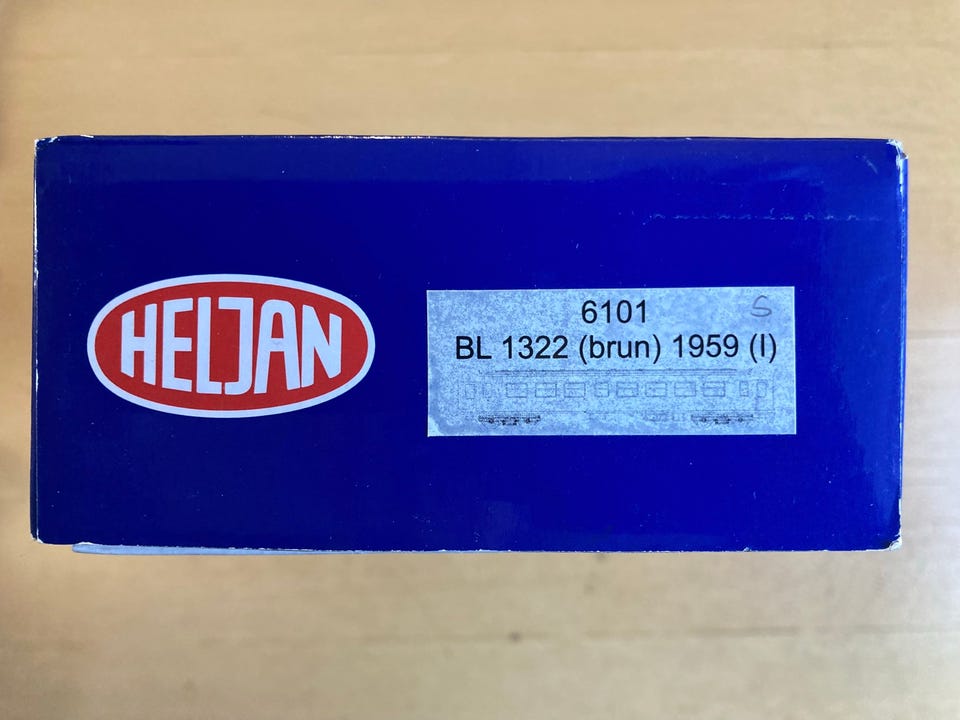 HELJAN
6101 S
BL 1322 (brun) 1959 (I)